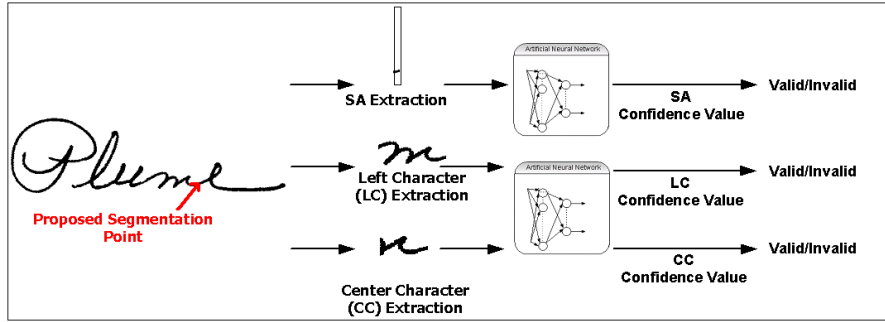 Artificial Neural Network
SA Extraction
SA
Confidence Value
Valid/Invalid
Plume
Proposed Segmentation
Point
m
Left Character
(LC) Extraction
Artificial Neural Network
LC
Confidence Value
Valid/Invalid
Center Character
(CC) Extraction
CC
Confidence Value
Valid/Invalid